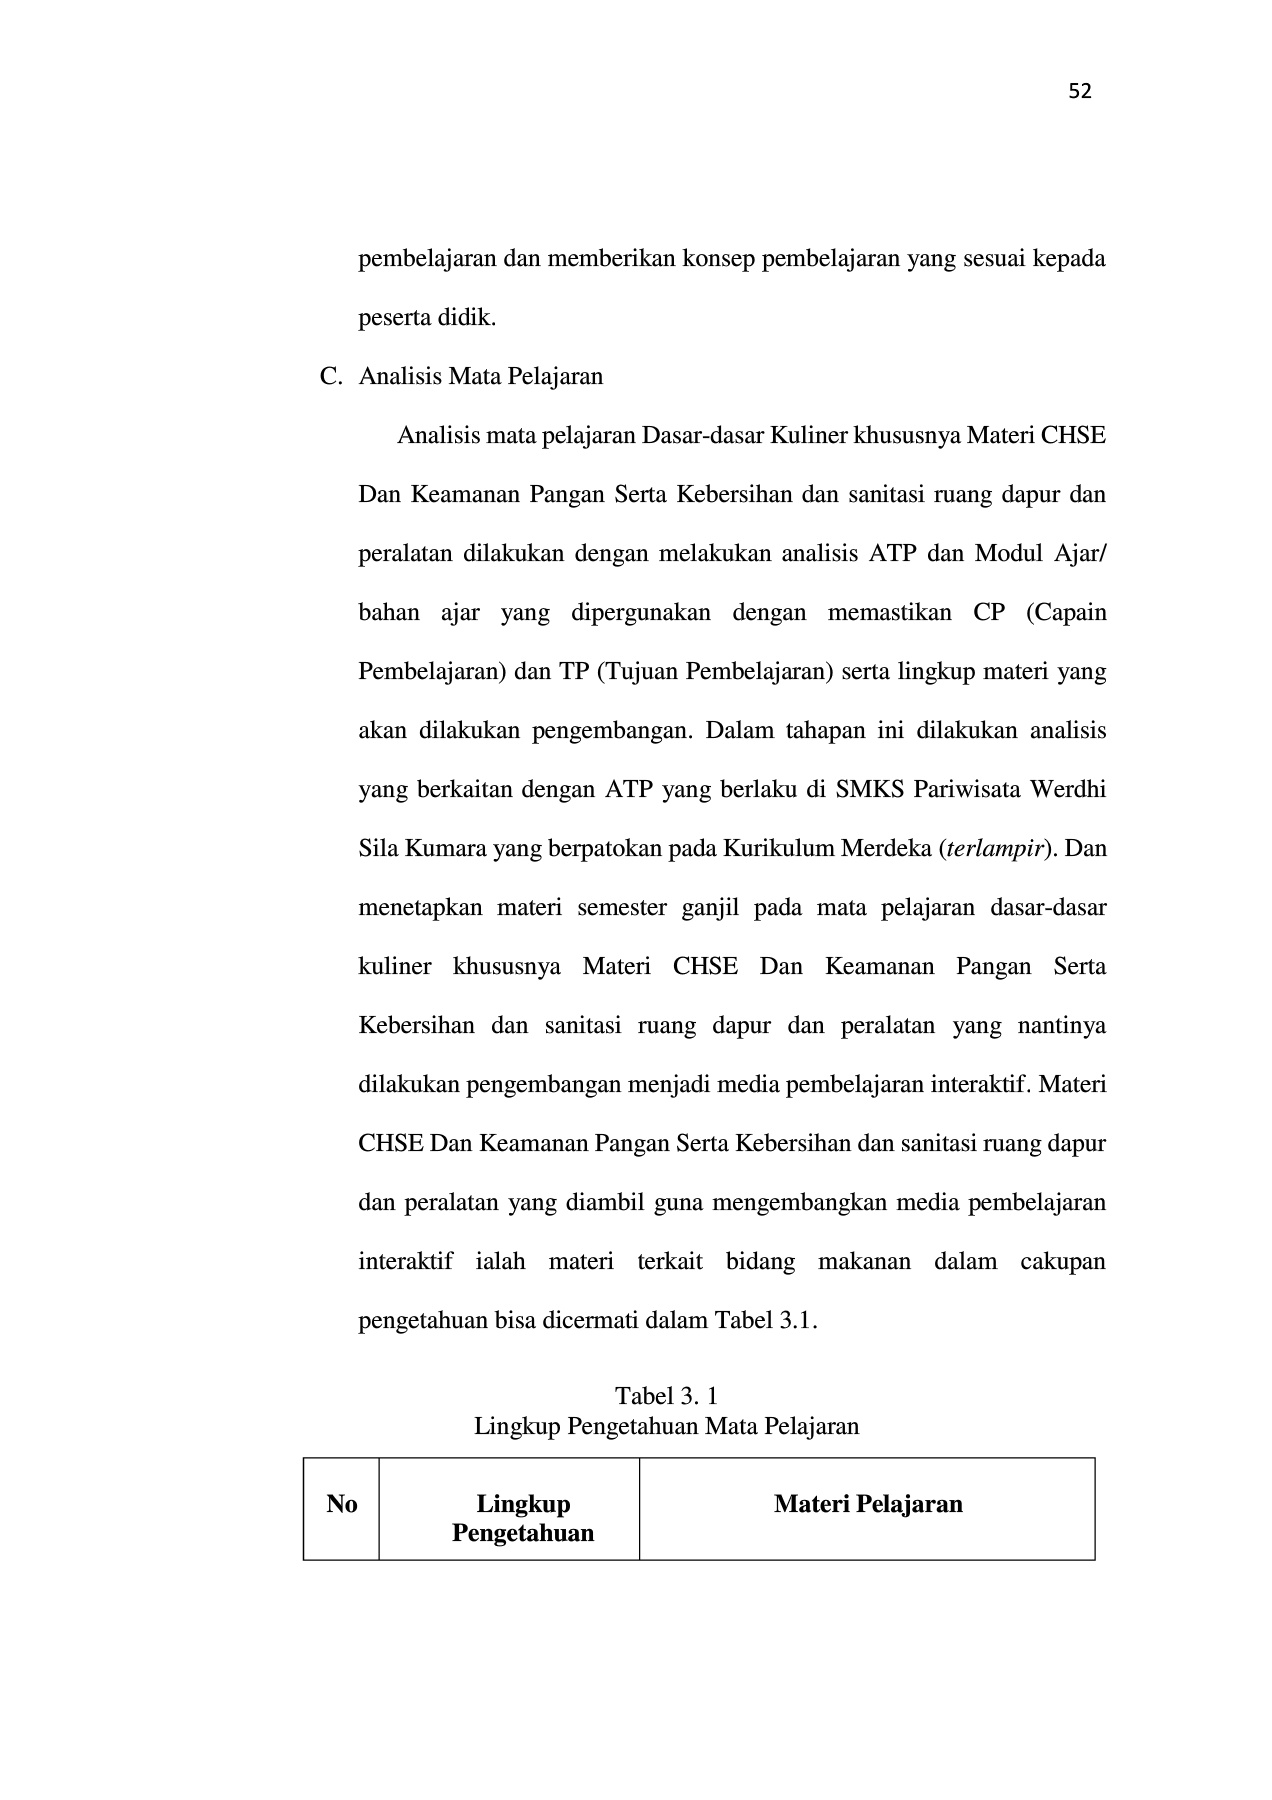 52
pembelajaran dan memberikan konsep pembelajaran yang sesuai kepada
peserta didik.
C. Analisis Mata Pelajaran
Analisis mata pelajaran Dasar-dasar Kuliner khususnya Materi CHSE
Dan Keamanan Pangan Serta Kebersihan dan sanitasi ruang dapur dan
peralatan dilakukan dengan melakukan analisis ATP dan Modul Ajar/
bahan ajar yang dipergunakan dengan memastikan CP (Capain
Pembelajaran) dan TP (Tujuan Pembelajaran) serta lingkup materi yang
akan dilakukan pengembangan. Dalam tahapan ini dilakukan analisis
yang berkaitan dengan ATP yang berlaku di SMKS Pariwisata Werdhi
Sila Kumara yang berpatokan pada Kurikulum Merdeka (terlampir). Dan
menetapkan materi semester ganjil pada mata pelajaran dasar-dasar
kuliner khususnya Materi CHSE Dan Keamanan Pangan Serta
Kebersihan dan sanitasi ruang dapur dan peralatan yang nantinya
dilakukan pengembangan menjadi media pembelajaran interaktif. Materi
CHSE Dan Keamanan Pangan Serta Kebersihan dan sanitasi ruang dapur
dan peralatan yang diambil guna mengembangkan media pembelajaran
interaktif ialah materi terkait bidang makanan dalam cakupan
pengetahuan bisa dicermati dalam Tabel 3.1.
Tabel 3. 1
Lingkup Pengetahuan Mata Pelajaran
No Lingkup Materi Pelajaran
Pengetahuan